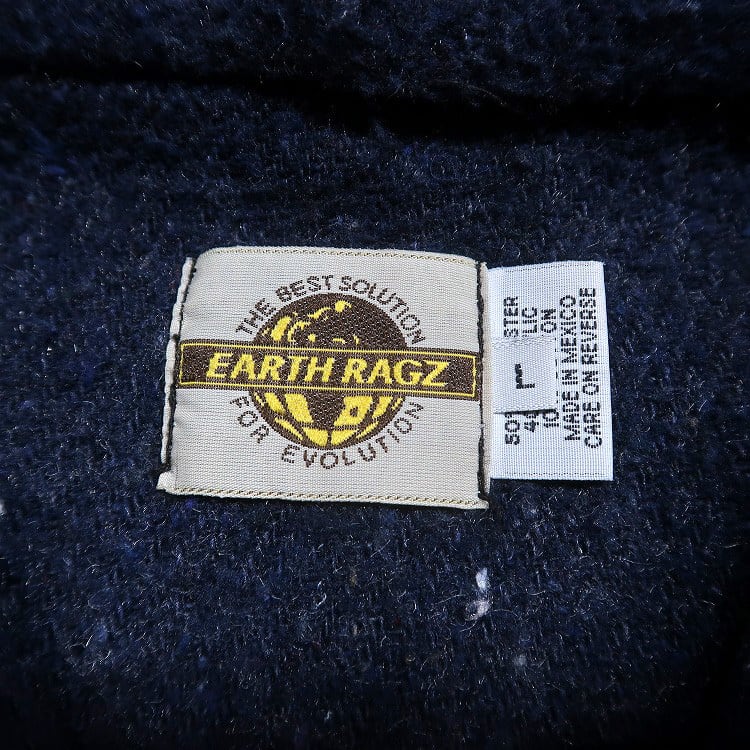 THE BEST SOLUTION
EARTH RAGZ
FOR EVOLUTION
L
MADE IN MEXICO
CARE ON REVERSE